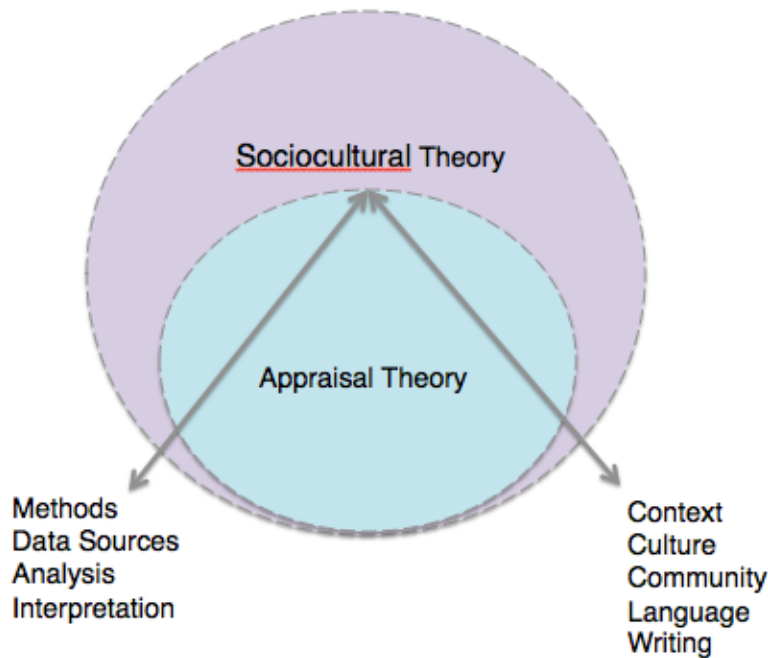 Sociocultural Theory
Appraisal Theory
Methods
Data Sources
Analysis
Interpretation
Context
Culture
Community
Language
Writing